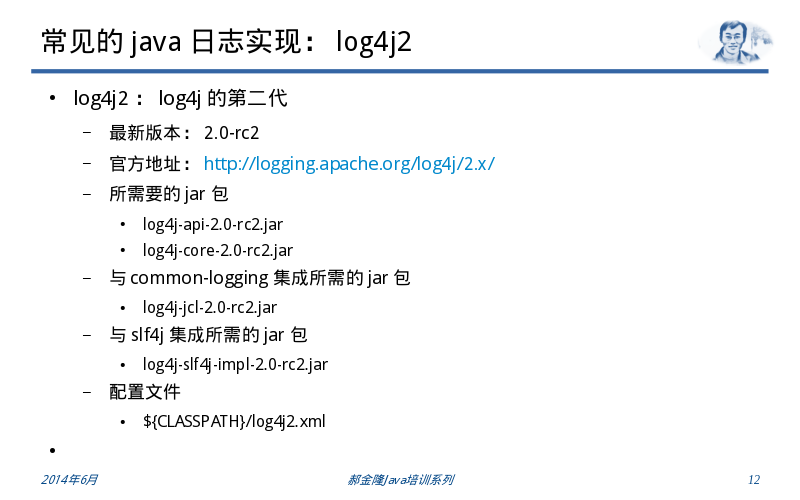 常见的 java 日志实现： log4j2
• log4j2 ： log4j 的第二代
– 最新版本： 2.0-rc2
– 官方地址： http://logging.apache.org/log4j/2.x/
– 所需要的 jar 包
• log4j-api-2.0-rc2.jar
• log4j-core-2.0-rc2.jar
– 与 common-logging 集成所需的 jar 包
• log4j-jcl-2.0-rc2.jar
– 与 slf4j 集成所需的 jar 包
• log4j-slf4j-impl-2.0-rc2.jar
– 配置文件
• ${CLASSPATH}/log4j2.xml
•
2014年6月 郝金隆Java培训系列 12